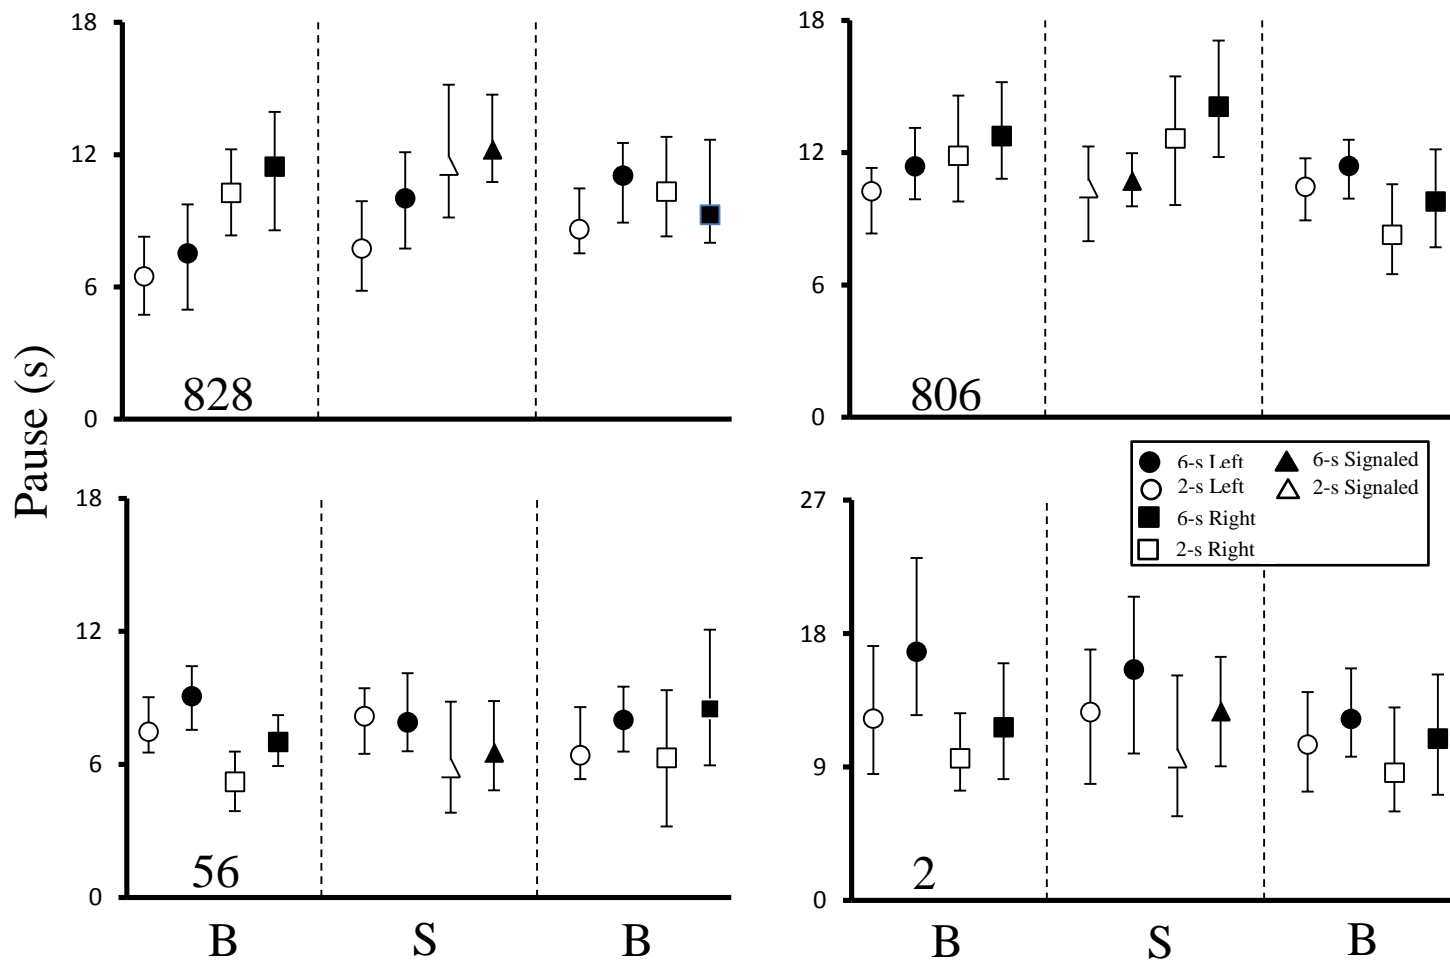 Pause (s)
18
12
6
0
828
18
12
6
0
806
18
12
6
0
56
B S B
27
18
9
0
2
B S B
6-s Left
2-s Left
6-s Right
2-s Right
6-s Signaled
2-s Signaled